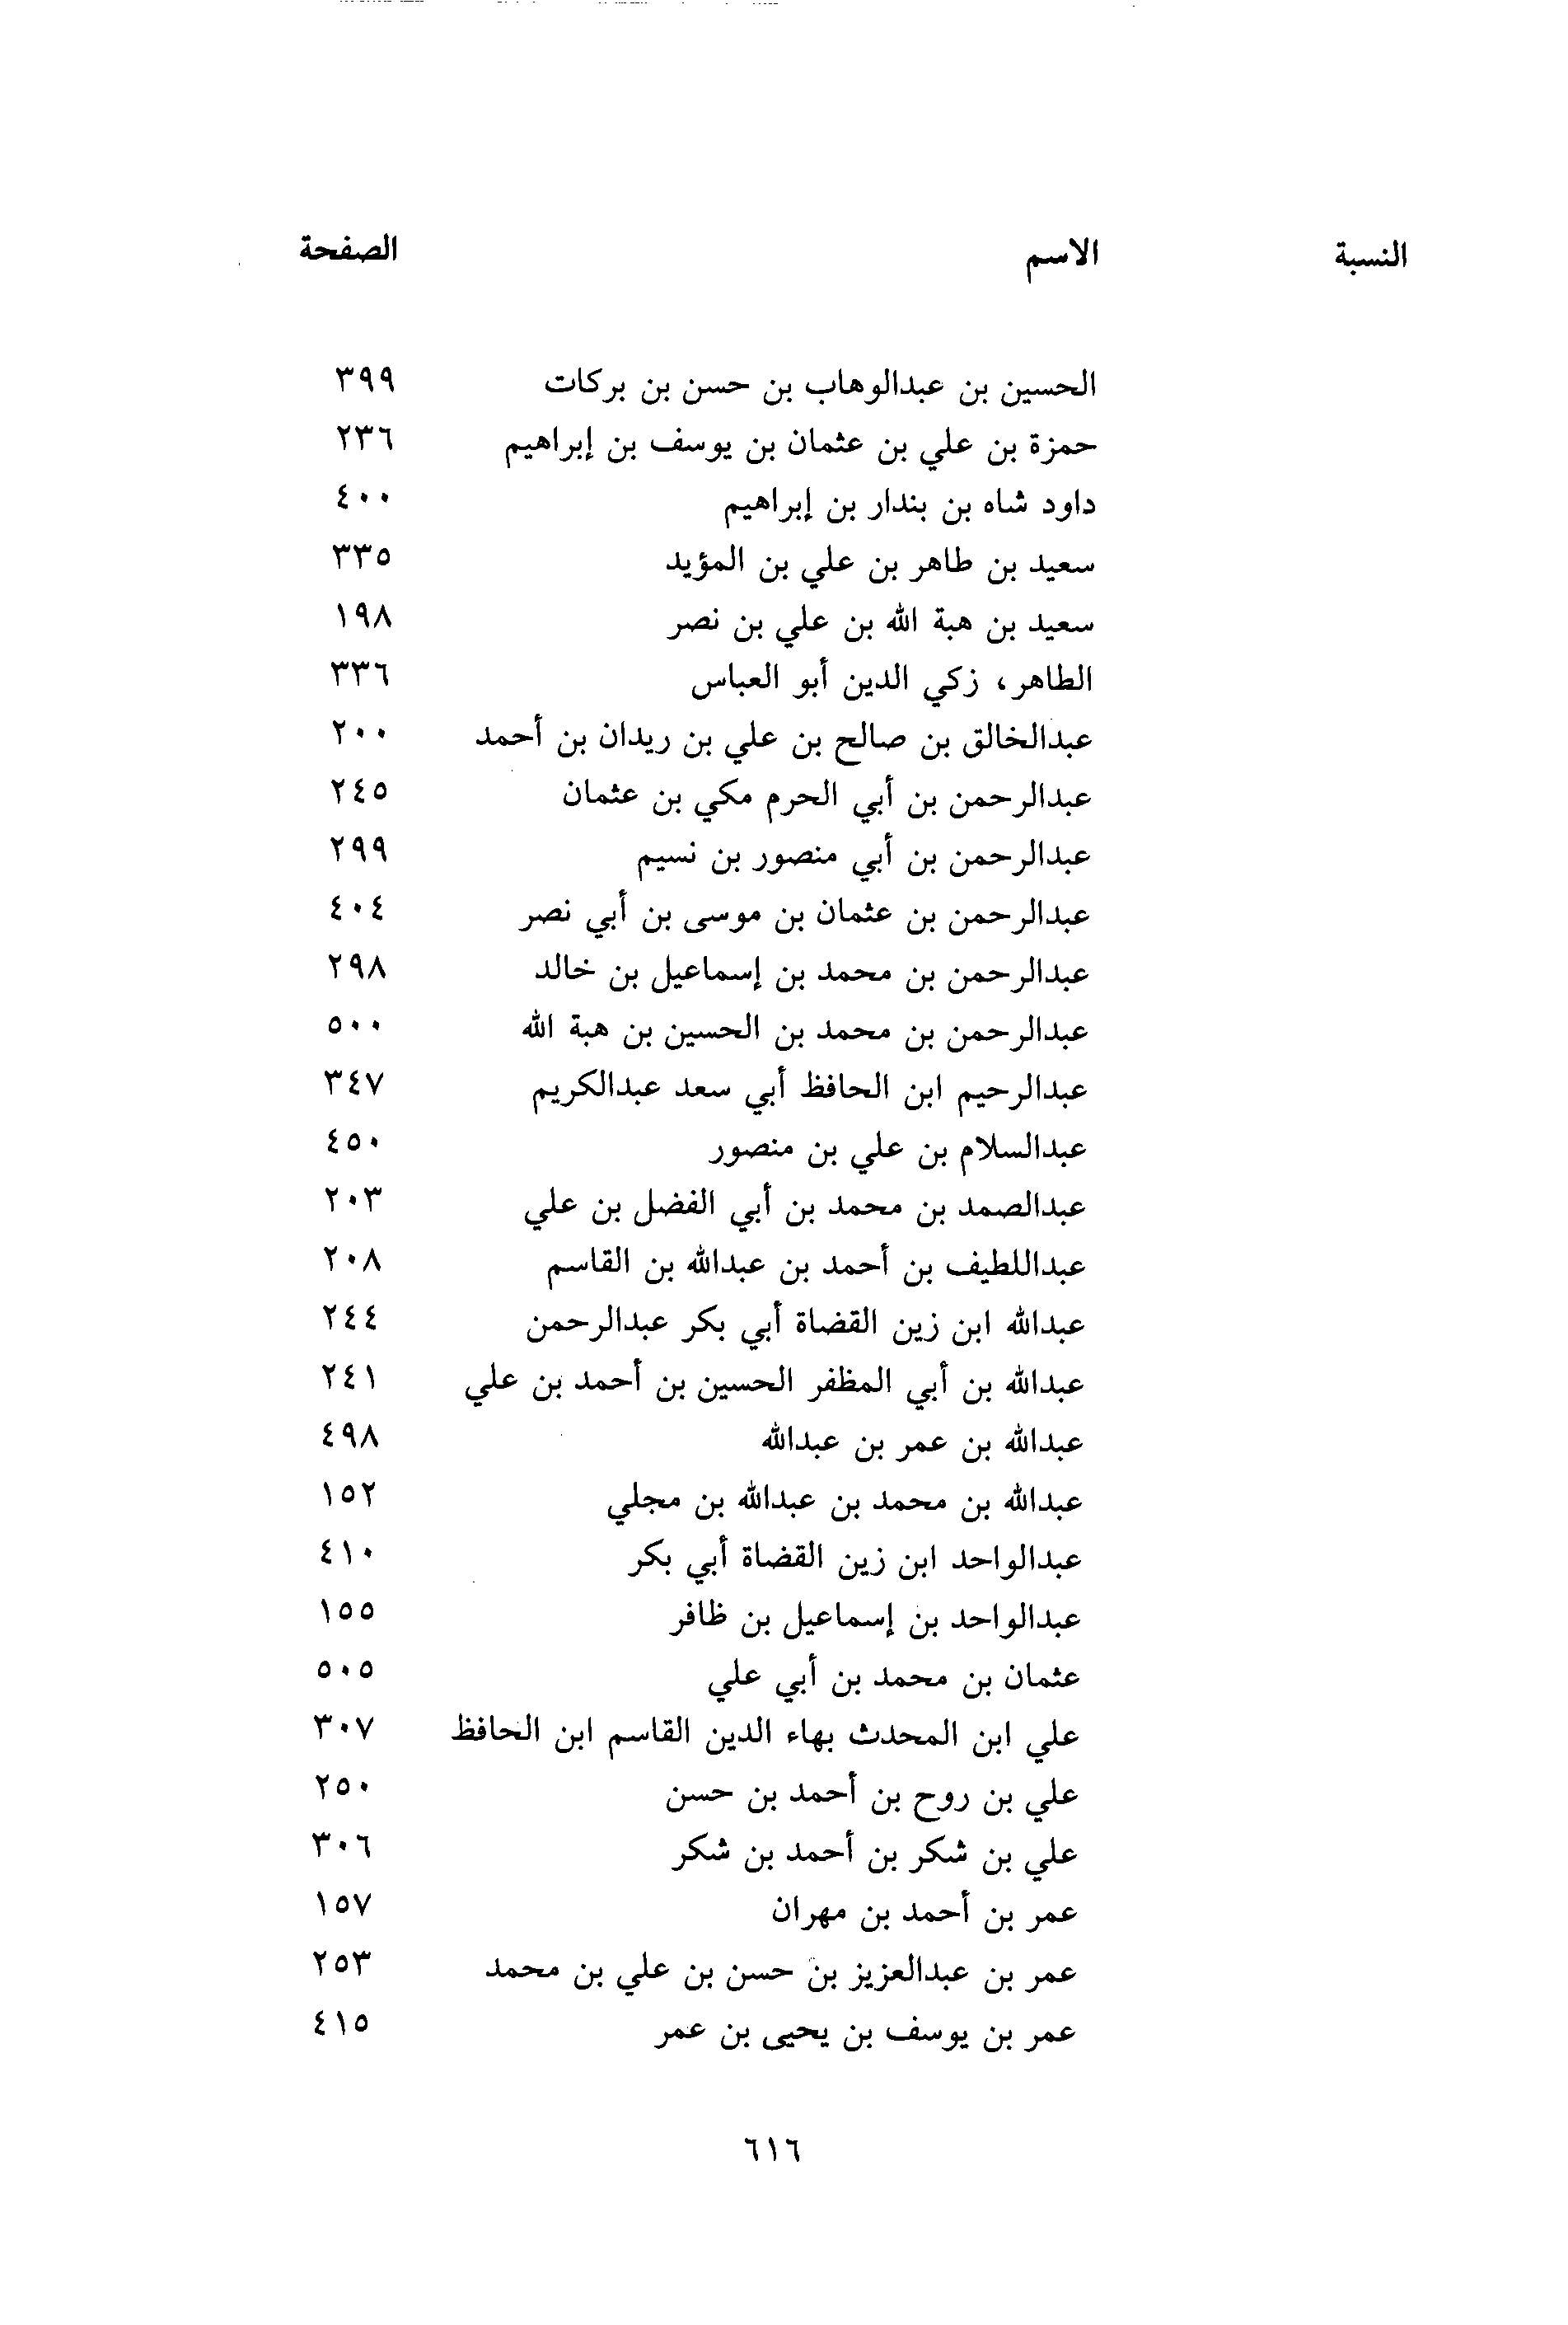 النسبة الاسم الصفحة
الحسين بن عبدالوهاب بن حسن بن بركات ٣٩٩
حمزة بن علي بن عثمان بن يوسف بن إبراهيم ٢٣٦
داود شاه بن بندار بن إبراهيم ٤٠٠
سعيد بن طاهر بن علي بن المؤيد ٣٣٥
سعيد بن هبة الله بن علي بن نصر ١٩٨
الطاهر، زكي الدين أبو العباس ٣٣٦
عبدالخالق بن صالح بن علي بن ريدان بن أحمد ٢٠٠
عبدالرحمن بن أبي الحرم مكي بن عثمان ٢٤٥
عبدالرحمن بن أبي منصور بن نسيم ٢٩٩
عبدالرحمن بن عثمان بن موسى بن أبي نصر ٤٠٤
عبدالرحمن بن محمد بن إسماعيل بن خالد ٢٩٨
عبدالرحمن بن محمد بن الحسين بن هبة الله ٥٠٠
عبدالرحيم ابن الحافظ أبي سعد عبدالكريم ٣٤٧
عبدالسلام بن علي بن منصور ٤٥٠
عبدالصمد بن محمد بن أبي الفضل بن علي ٢٠٣
عبداللطيف بن أحمد بن عبدالله بن القاسم ٢٠٨
عبدالله ابن زين القضاة أبي بكر عبدالرحمن ٢٤٤
عبدالله بن أبي المظفر الحسين بن أحمد بن علي ٢٤١
عبدالله بن عمر بن عبدالله ٤٩٨
عبدالله بن محمد بن عبدالله بن مجلي ١٥٢
عبدالواحد ابن زين القضاة أبي بكر ٤١٠
عبدالواحد بن إسماعيل بن ظافر ١٥٥
عثمان بن محمد بن أبي علي ٥٠٥
علي ابن المحدث بهاء الدين القاسم ابن الحافظ ٣٠٧
علي بن روح بن أحمد بن حسن ٢٥٠
علي بن شكر بن أحمد بن شكر ٣٠٦
عمر بن أحمد بن مهران ١٥٧
عمر بن عبدالعزيز بن حسن بن علي بن محمد ٢٥٣
عمر بن يوسف بن يحيى بن عمر ٤١٥
٦١٦